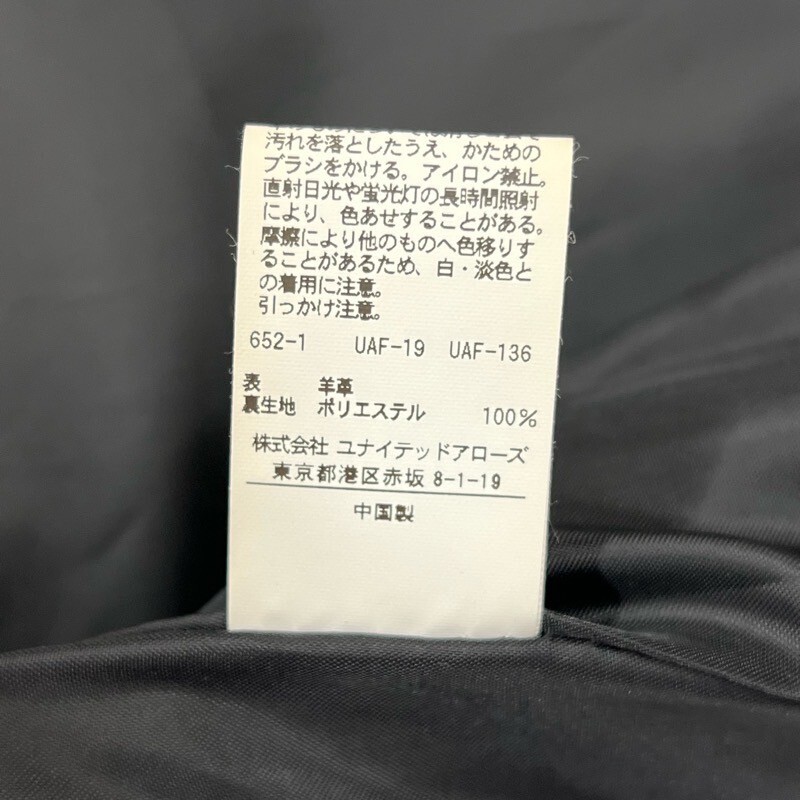 汚れを落としたうえ、かための
ブラシをかける。アイロン禁止。
直射日光や蛍光灯の長時間照射
により、色あせすることがある。
摩擦により他のものへ色移りす
ることがあるため、白・淡色と
の着用に注意。
引っかけ注意。
652-1 UAF-19 UAF-136
表 羊革
裏生地 ポリエステル 100%
株式会社 ユナイテッドアローズ
東京都港区赤坂 8-1-19
中国製